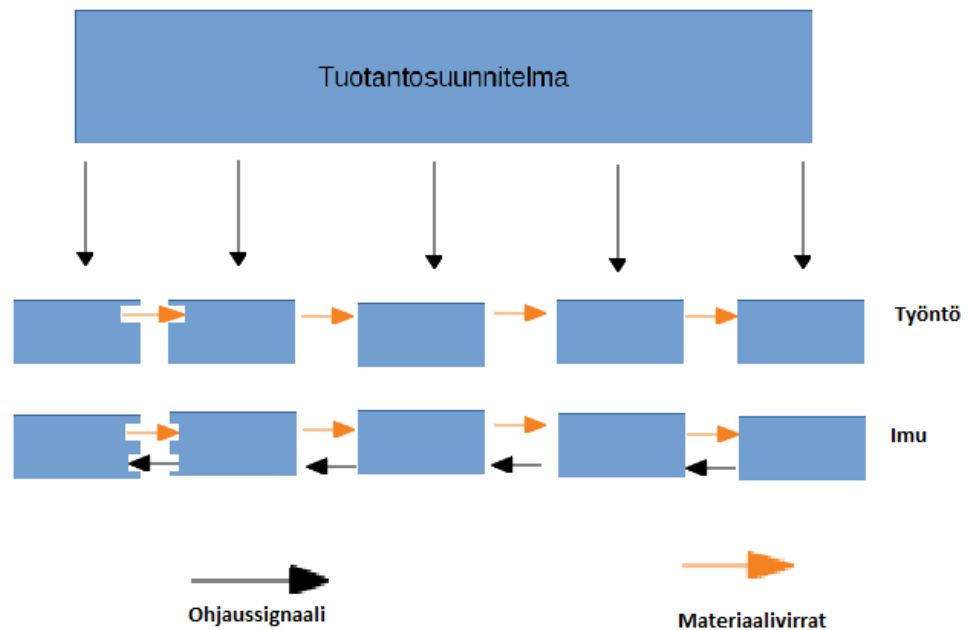 Tuotantosuunnitelma
Työntö
Imu
Ohjaussignaali
Materiaalivirrat